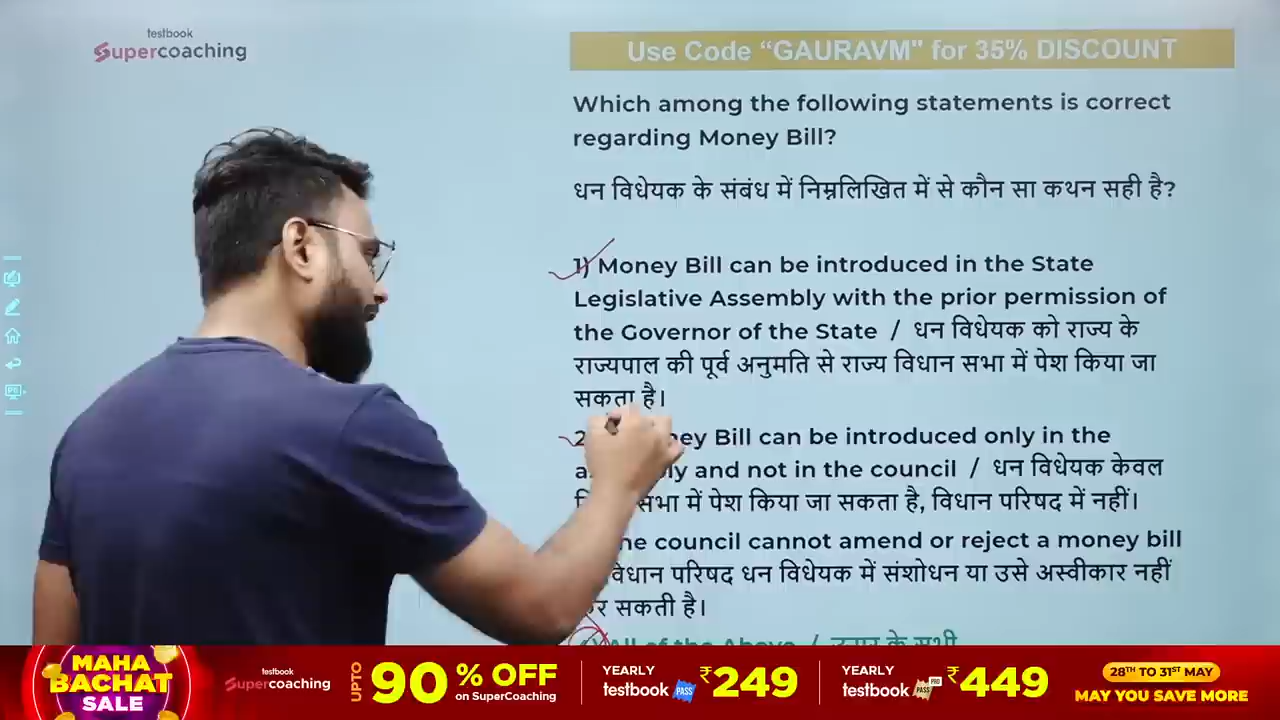 testbook
Supercoaching
Use Code “GAURAVM" for 35% DISCOUNT
Which among the following statements is correct
regarding Money Bill?
धन विधेयक के संबंध में निम्नलिखित में से कौन सा कथन सही है?
1) Money Bill can be introduced in the State
Legislative Assembly with the prior permission of
the Governor of the State / धन विधेयक को राज्य के
राज्यपाल की पूर्व अनुमति से राज्य विधान सभा में पेश किया जा
सकता है।
Bill can be introduced only in the
and not in the council / धन विधेयक केवल
में पेश किया जा सकता है, विधान परिषद में नहीं।
council cannot amend or reject a money bill
विधान परिषद धन विधेयक में संशोधन या उसे अस्वीकार नहीं
सकती है।
All of the Above / ऊपर के सभी
MAHA
BACHAT
SALE
testbook
Supercoaching
UPTO 90% OFF
on SuperCoaching
YEARLY
testbook PASS ₹249
YEARLY
testbook PASS PRO ₹449
28TH TO 31ST MAY
MAY YOU SAVE MORE